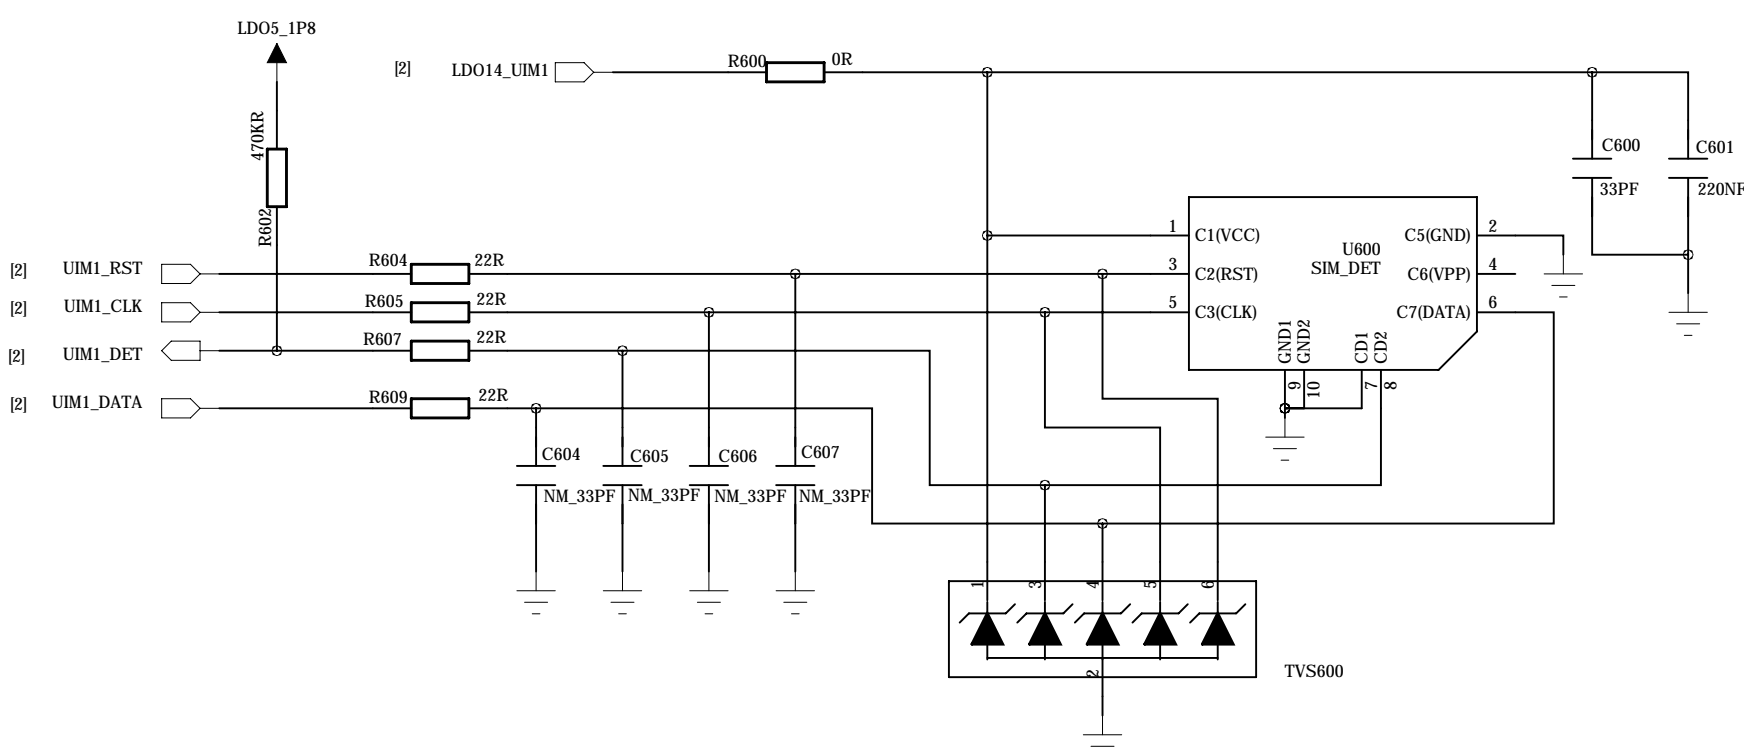 LDO5_1P8
[2] LDO14_UIM1
R600 0R
470KR
R602
C600
33PF
C601
220NF
[2] UIM1_RST
R604 22R
[2] UIM1_CLK
R605 22R
[2] UIM1_DET
R607 22R
[2] UIM1_DATA
R609 22R
1 C1(VCC)
3 C2(RST)
5 C3(CLK)
U600
SIM_DET
C5(GND) 2
C6(VPP) 4
C7(DATA) 6
GND1
GND2
CD1
CD2
9
10
7
8
C604
NM_33PF
C605
NM_33PF
C606
NM_33PF
C607
NM_33PF
1
3
4
5
6
2
TVS600